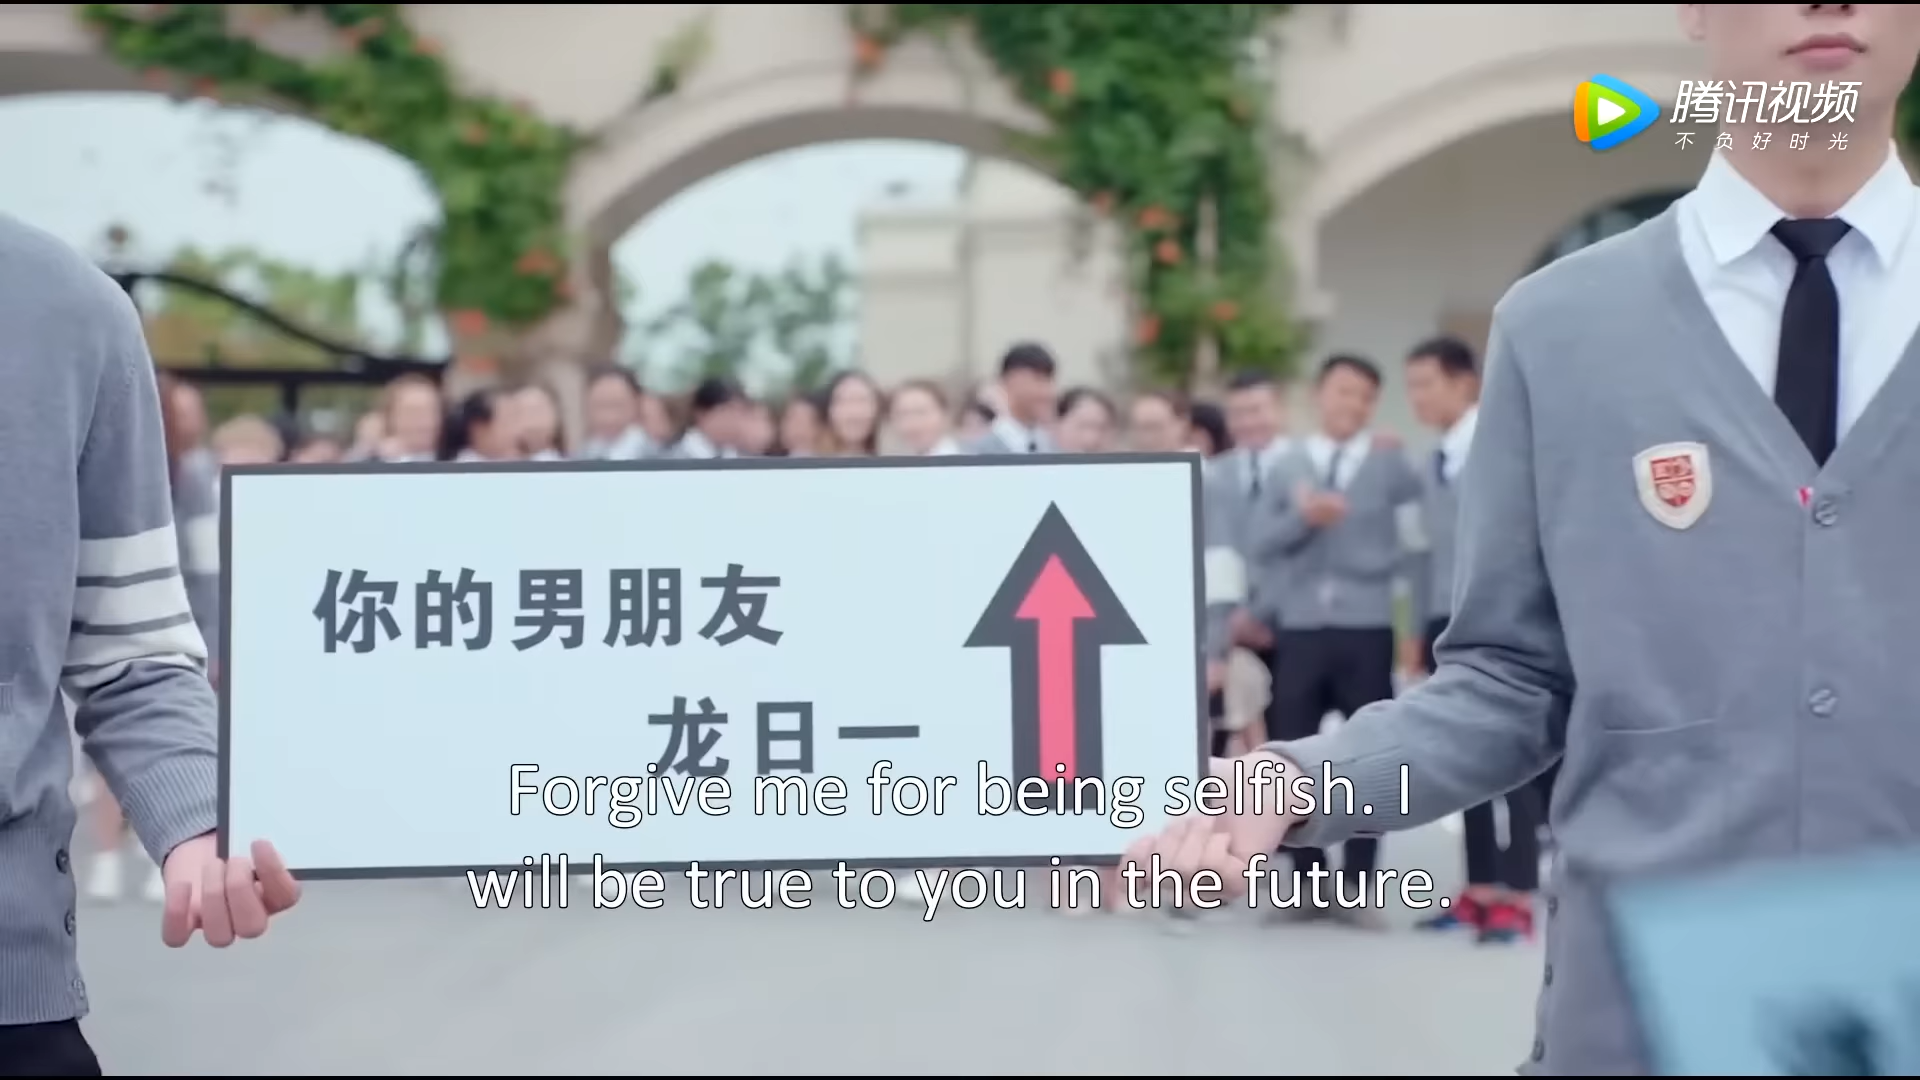 腾讯视频
不负好时光
你的男朋友
龙日一
Forgive me for being selfish. I
will be true to you in the future.